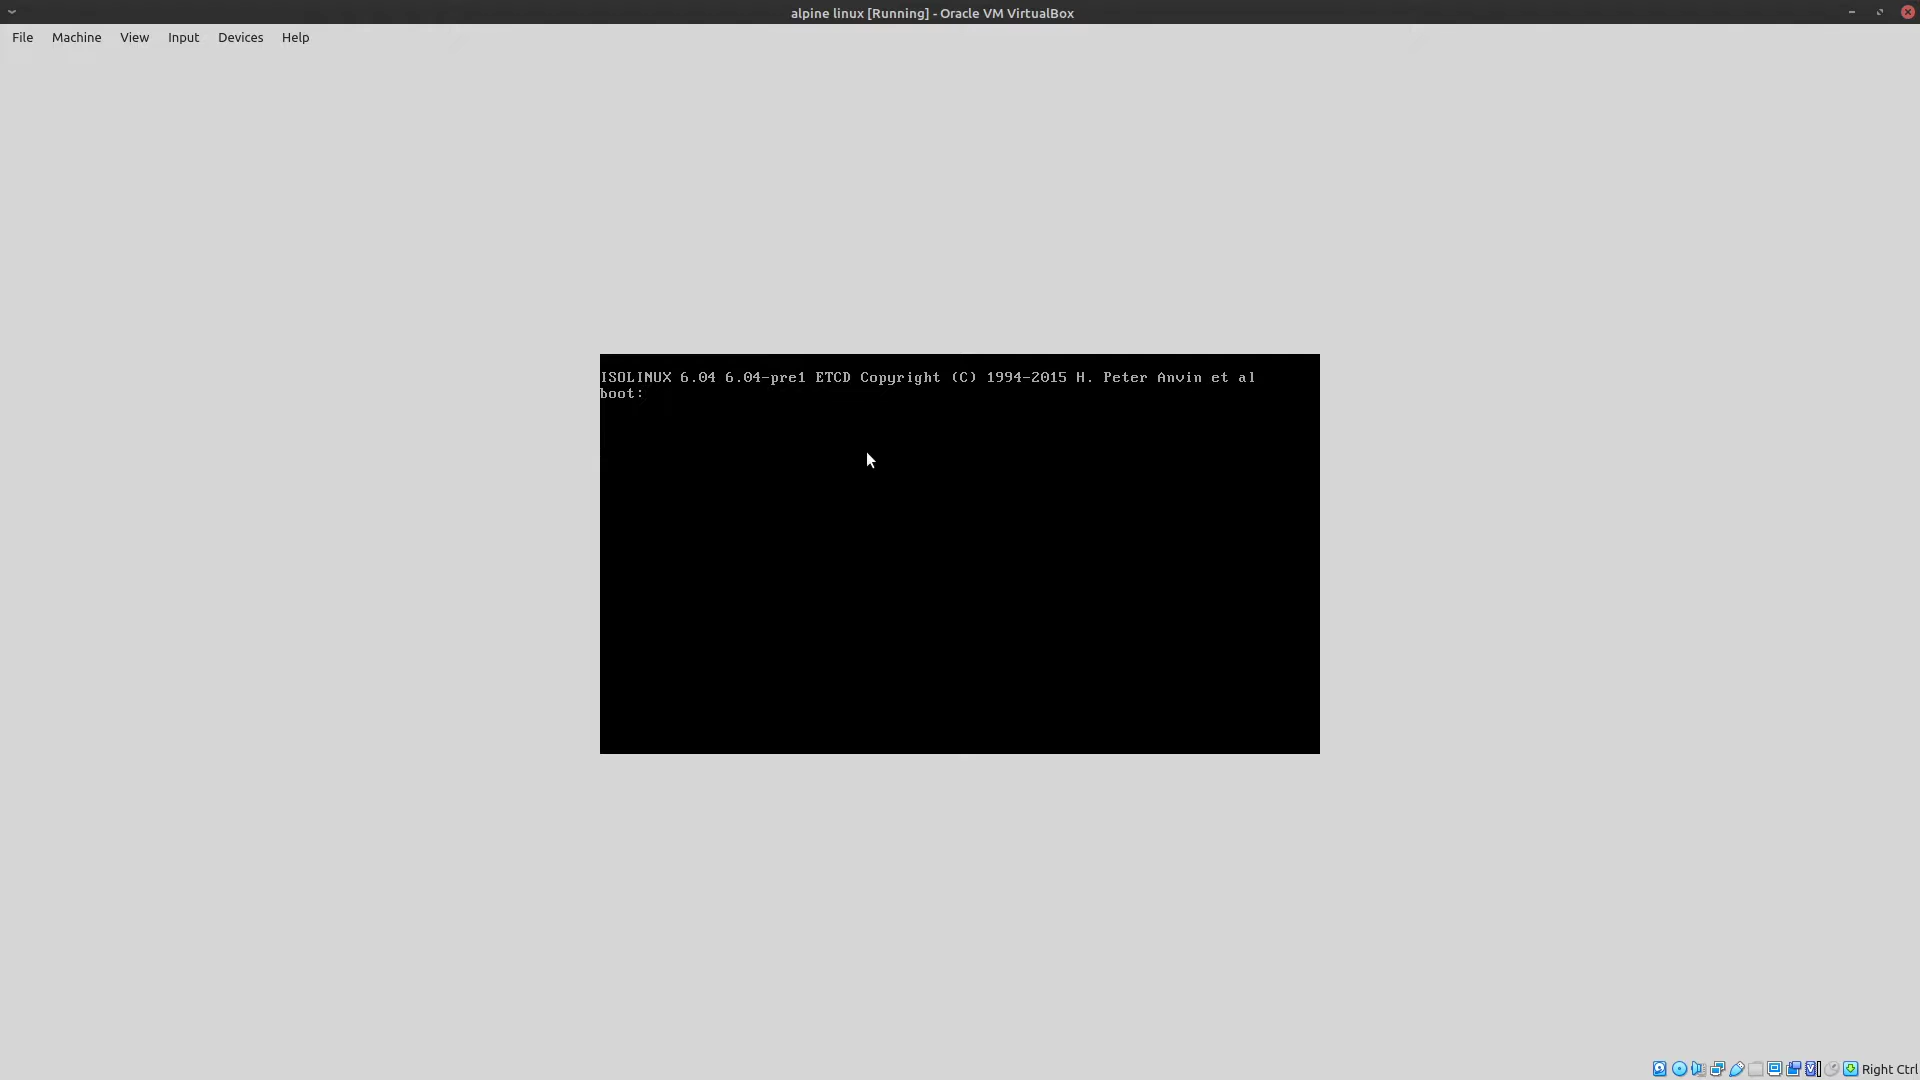 alpine linux [Running] - Oracle VM VirtualBox
File Machine View Input Devices Help
ISOLINUX 6.04 6.04-pre1 ETCD Copyright (C) 1994-2015 H. Peter Anvin et al
boot:
Right Ctrl